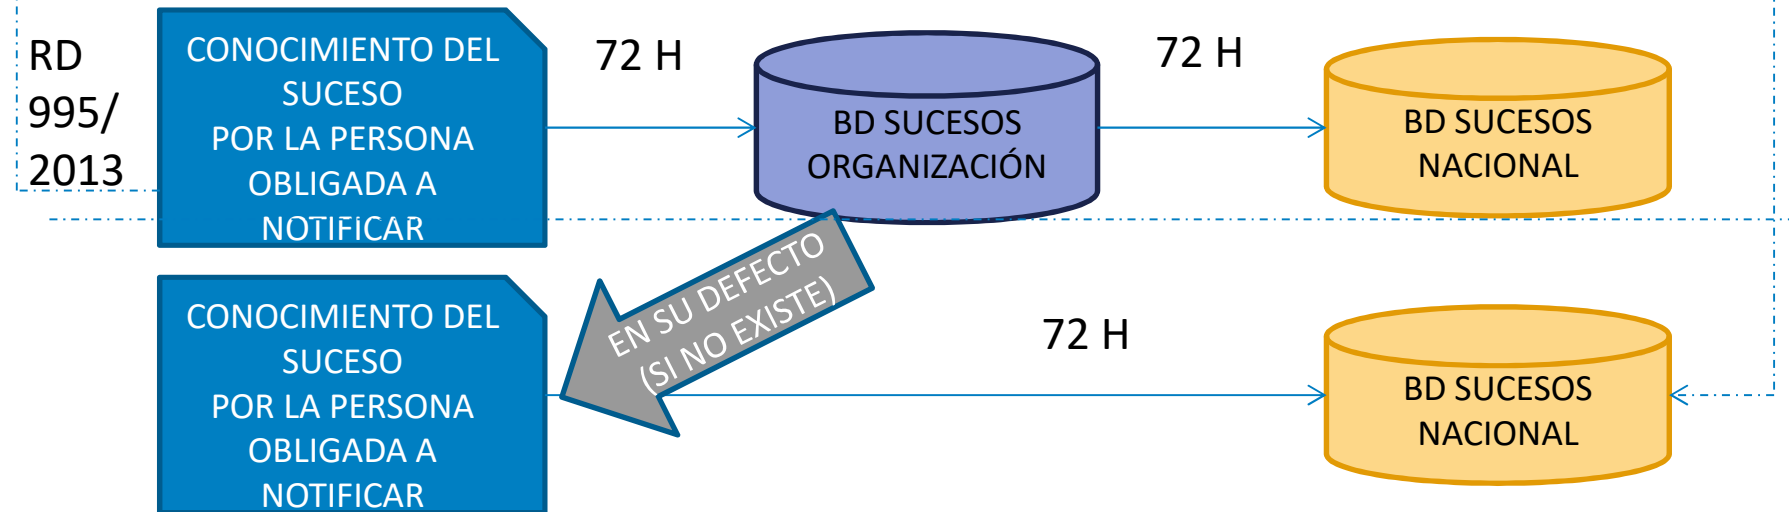 RD
995/
2013
CONOCIMIENTO DEL
SUCESO
POR LA PERSONA
OBLIGADA A
NOTIFICAR
72 H
BD SUCESOS
ORGANIZACIÓN
72 H
BD SUCESOS
NACIONAL
EN SU DEFECTO
(SI NO EXISTE)
CONOCIMIENTO DEL
SUCESO
POR LA PERSONA
OBLIGADA A
NOTIFICAR
72 H
BD SUCESOS
NACIONAL